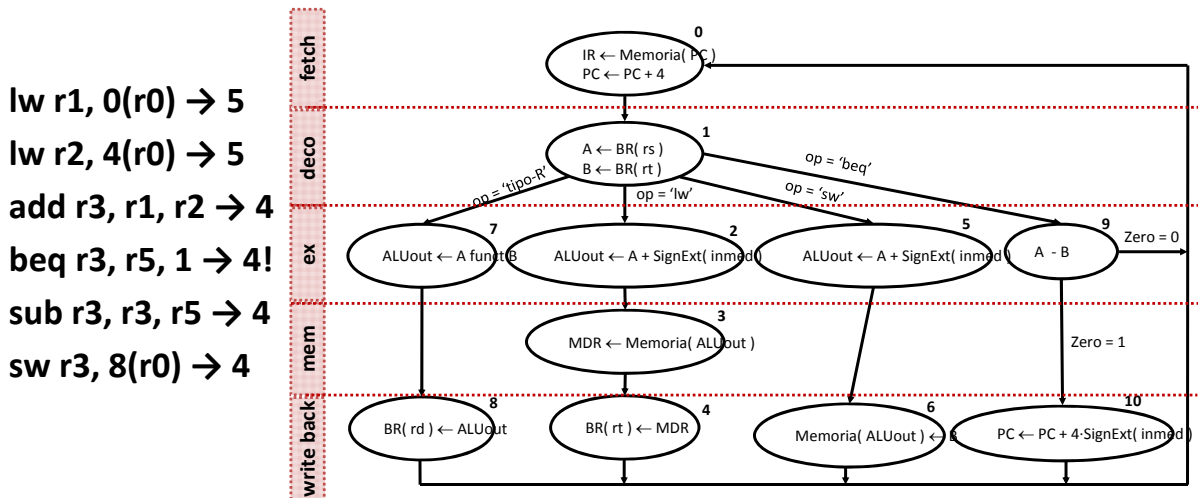 lw r1, 0(r0) → 5
lw r2, 4(r0) → 5
add r3, r1, r2 → 4
beq r3, r5, 1 → 4!
sub r3, r3, r5 → 4
sw r3, 8(r0) → 4
fetch
0
IR ← Memoria( PC )
PC ← PC + 4
deco
1
A ← BR( rs )
B ← BR( rt )
op = 'tipo-R'
op = 'lw'
op = 'sw'
op = 'beq'
ex
7
ALUout ← A funct B
2
ALUout ← A + SignExt( inmed )
5
ALUout ← A + SignExt( inmed )
9
A - B
Zero = 0
mem
3
MDR ← Memoria( ALUout )
Zero = 1
write back
8
BR( rd ) ← ALUout
4
BR( rt ) ← MDR
6
Memoria( ALUout ) ← B
10
PC ← PC + 4·SignExt( inmed )